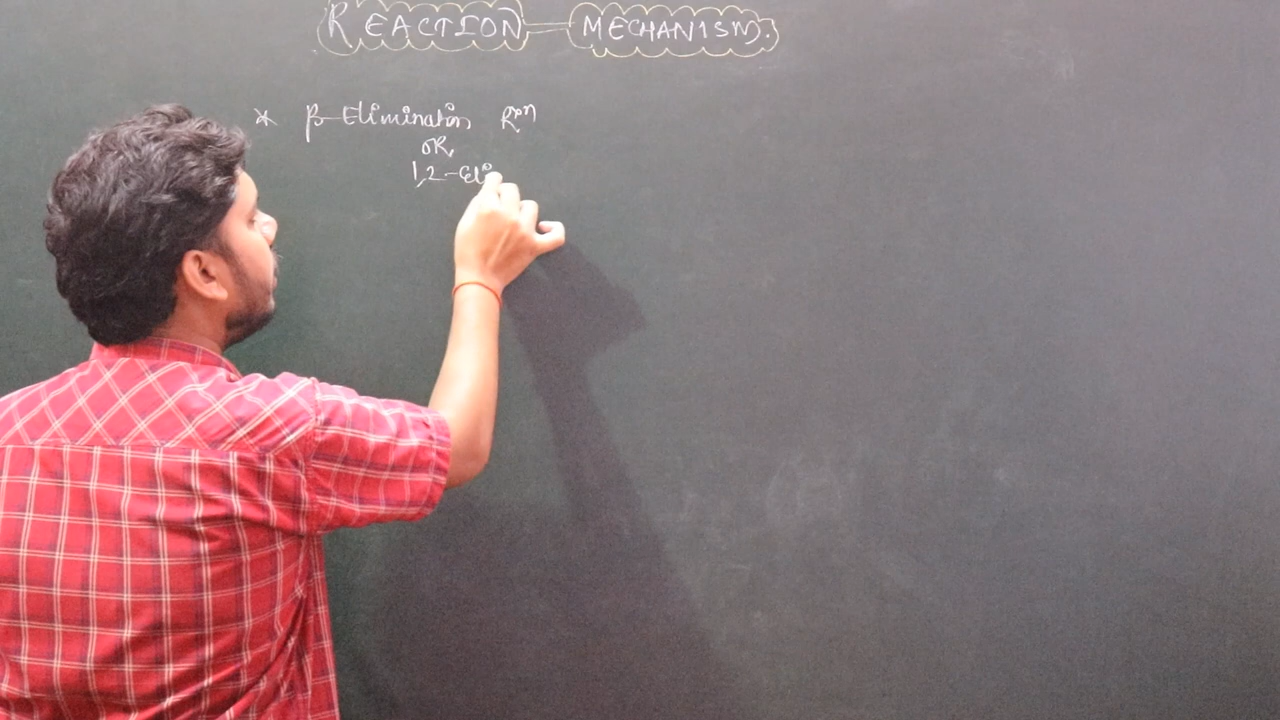 REACTION — MECHANISM.
* β-Elimination Rxn
OR,
1,2-Eli